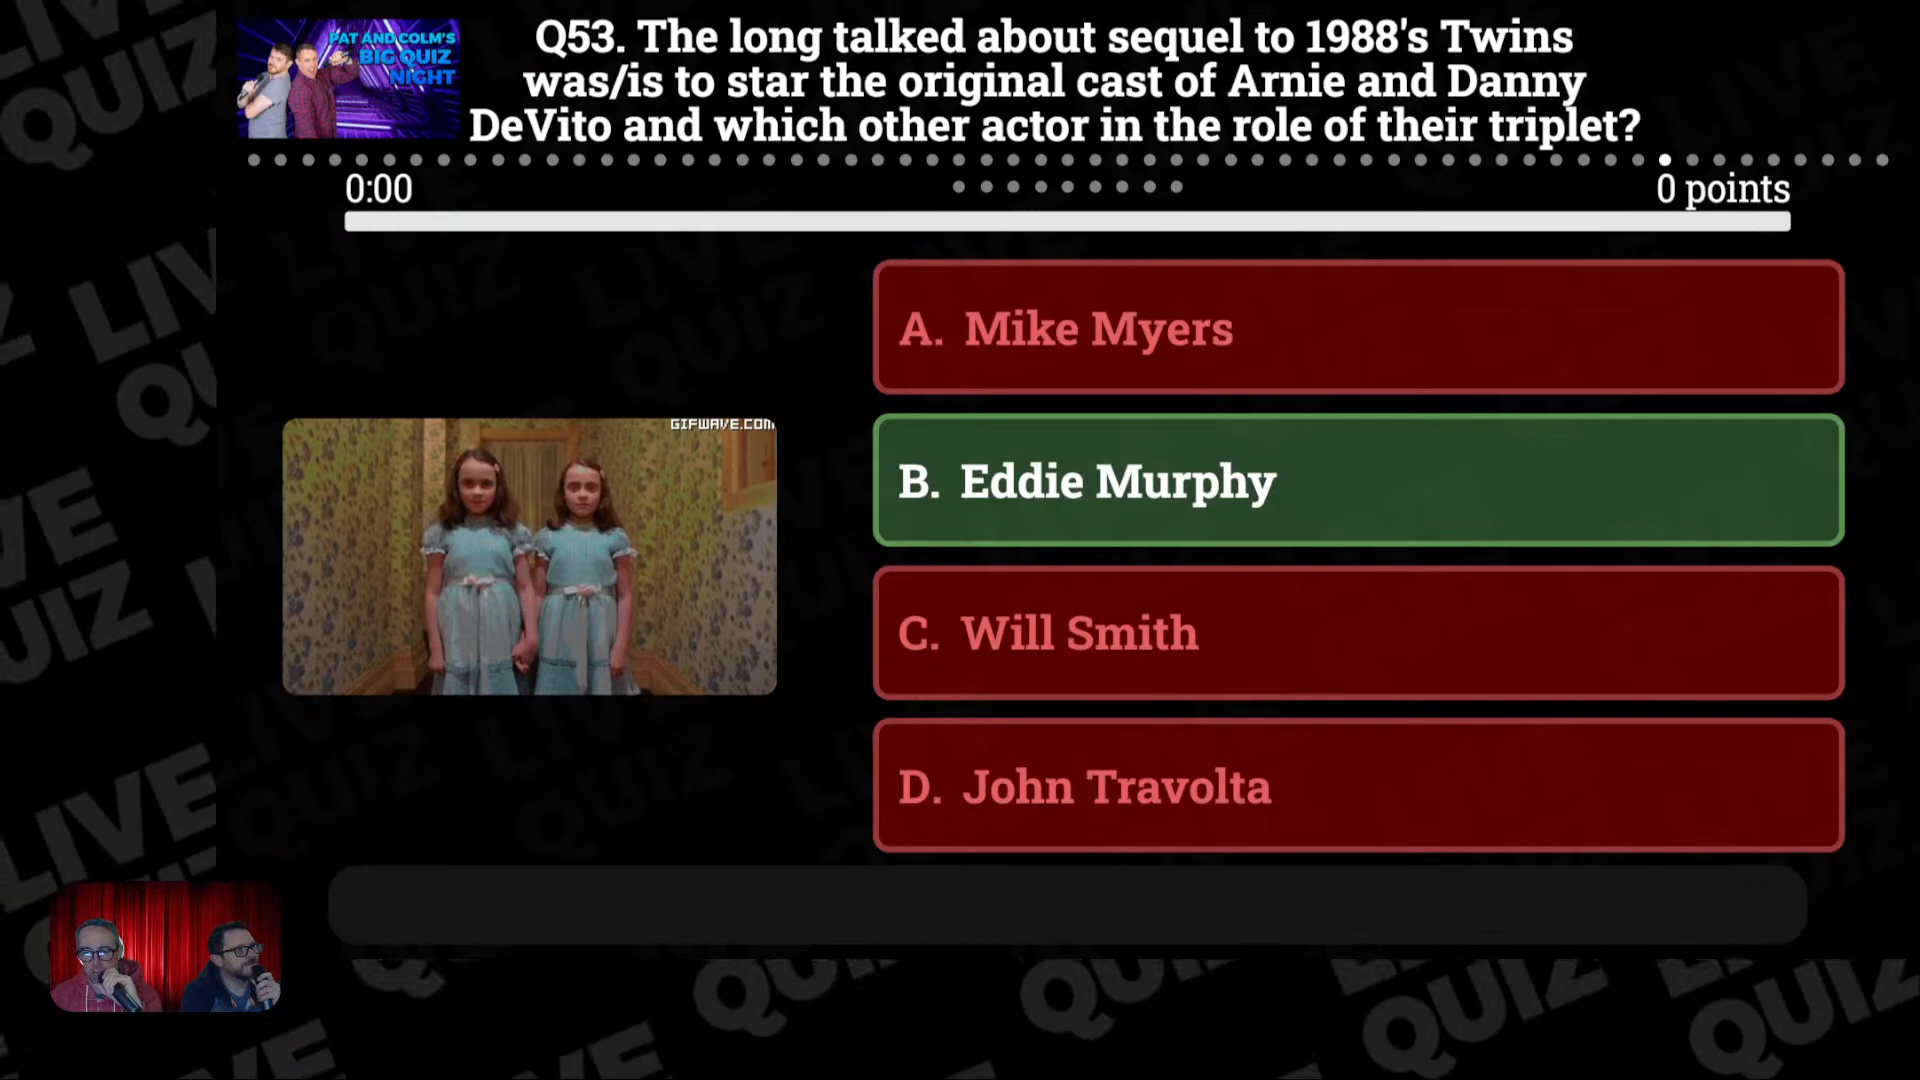 PAT AND COLM'S
BIG QUIZ
NIGHT
Q53. The long talked about sequel to 1988's Twins
was/is to star the original cast of Arnie and Danny
DeVito and which other actor in the role of their triplet?
0:00
0 points
GIFWAVE.COM
A. Mike Myers
B. Eddie Murphy
C. Will Smith
D. John Travolta
LIVE
QUIZ